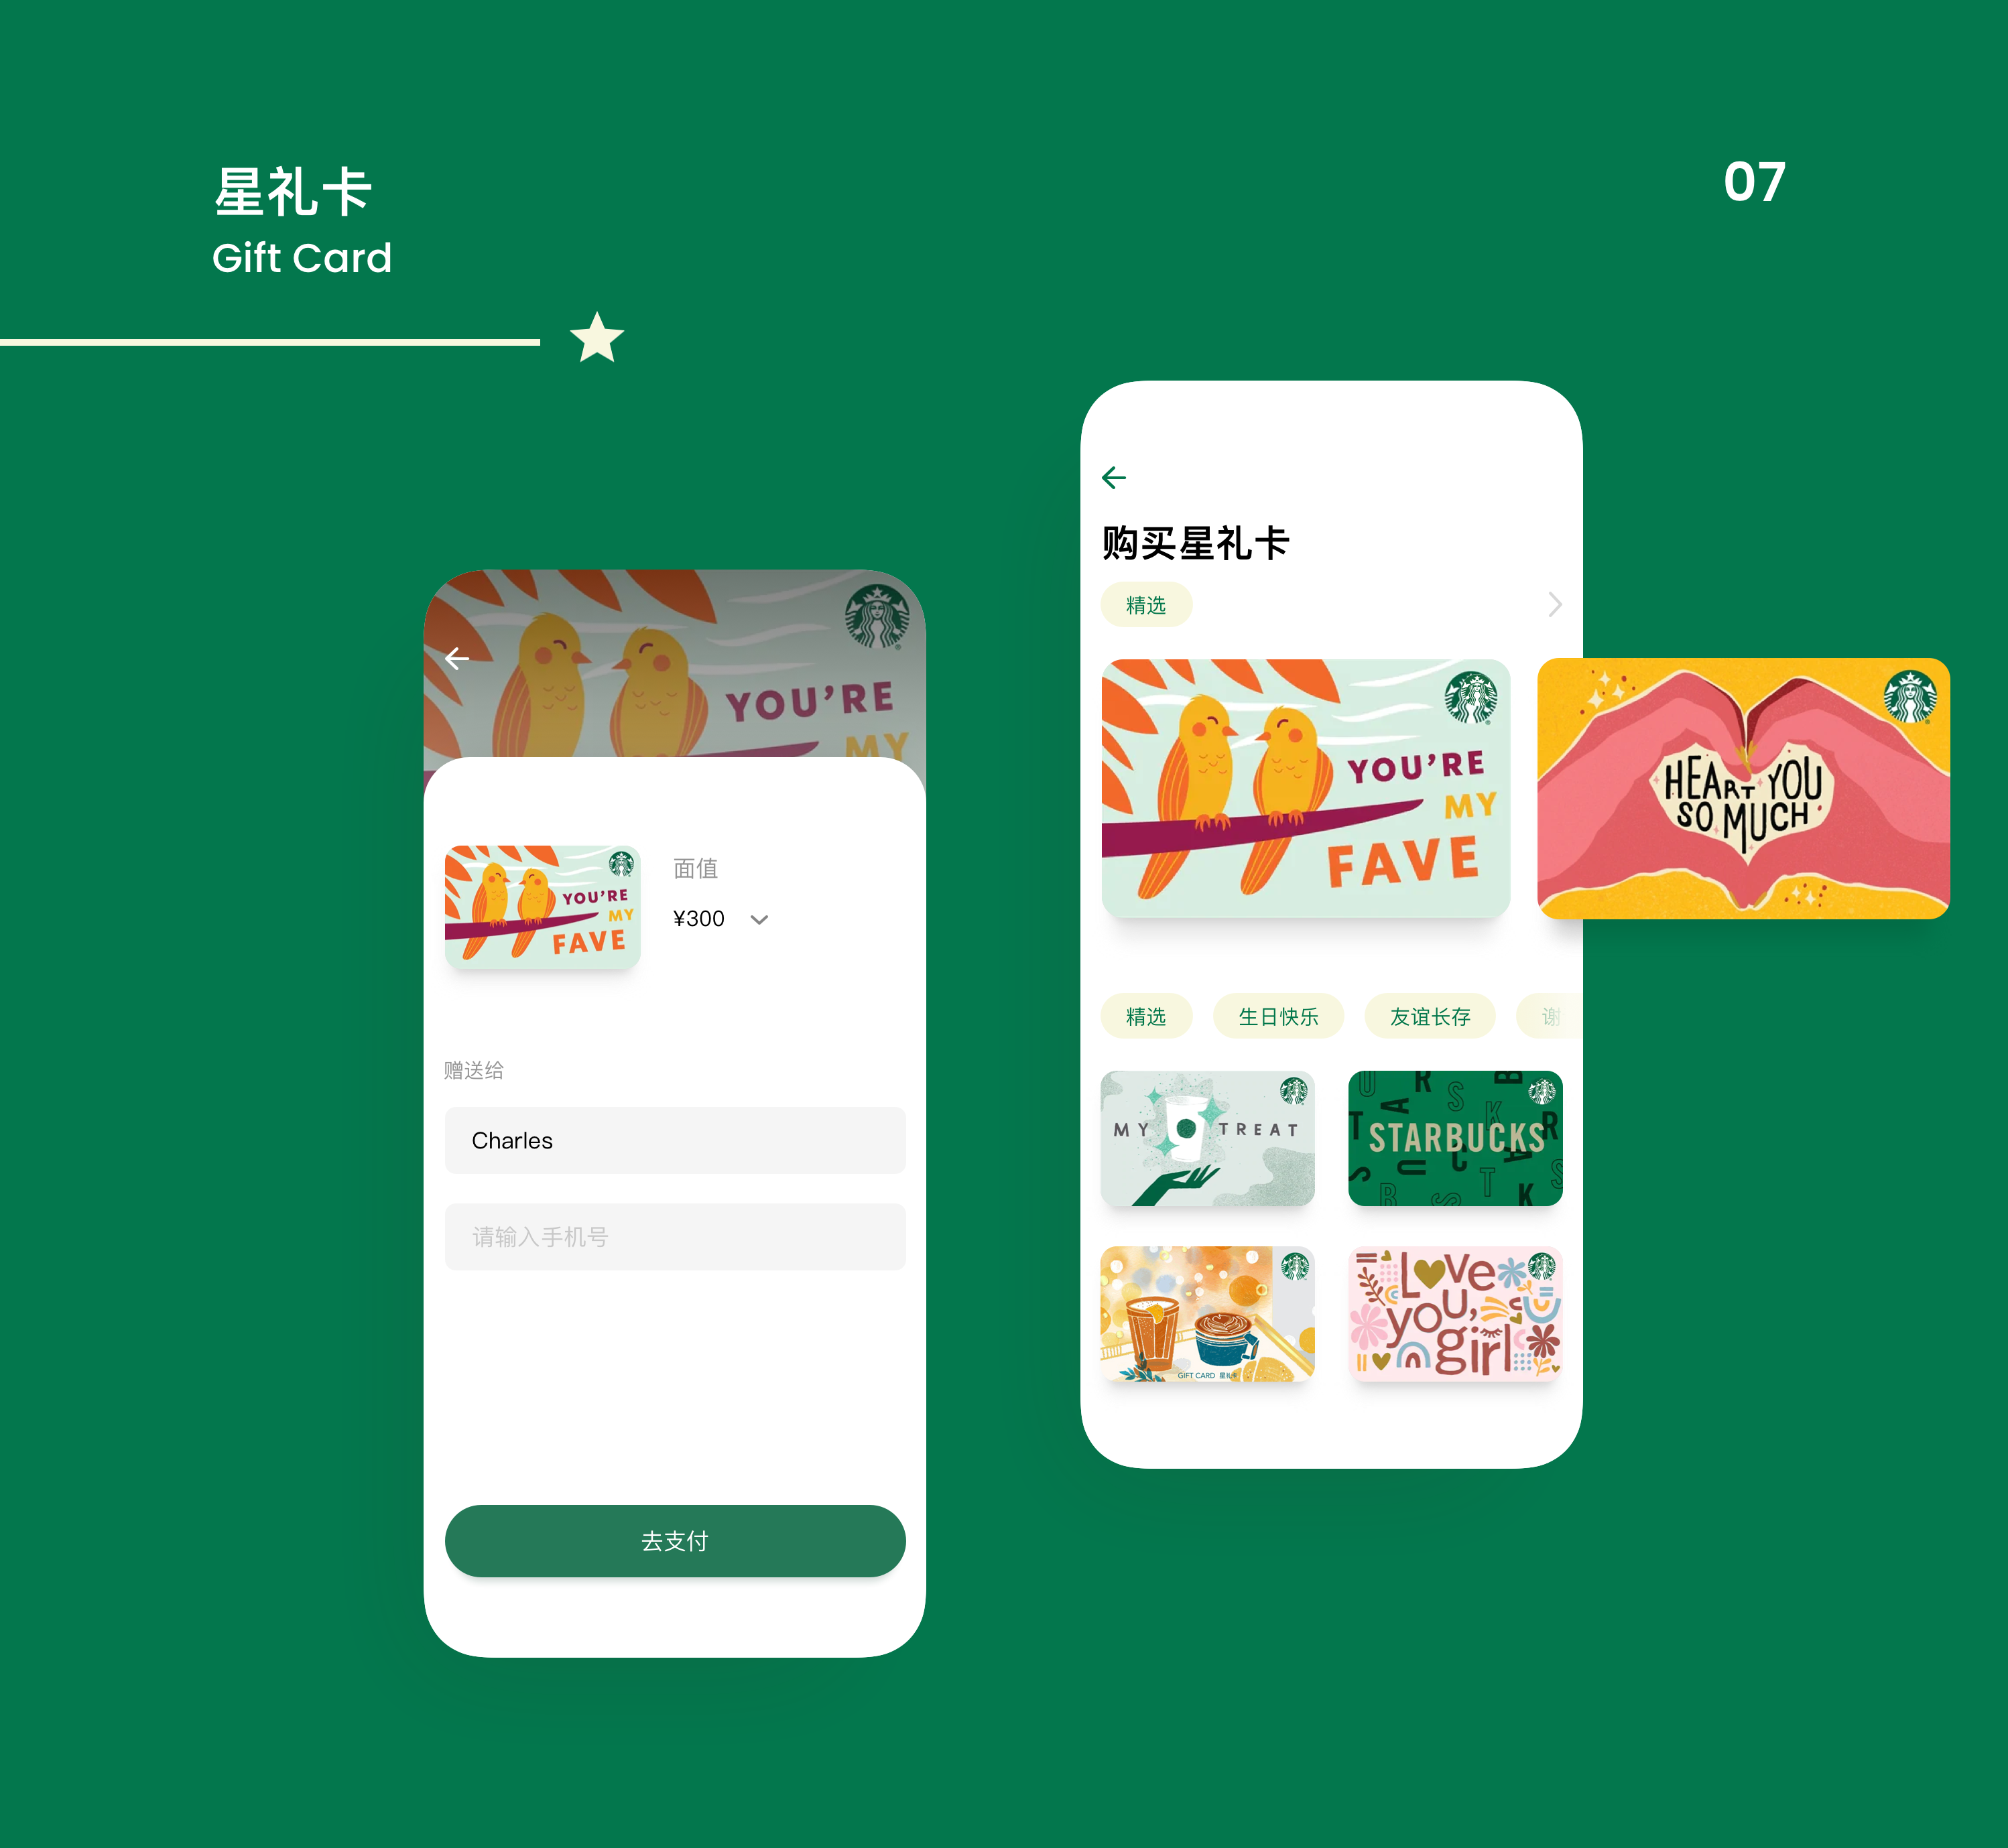 星礼卡
Gift Card
07
YOU'RE
MY
面值
¥300
YOU'RE
MY
FAVE
赠送给
Charles
请输入手机号
去支付
购买星礼卡
精选
YOU'RE
MY
FAVE
HEART YOU
SO MUCH
精选 生日快乐 友谊长存 谢
MY TREAT
STARBUCKS
GIFT CARD 星礼卡
Love
you,
girl